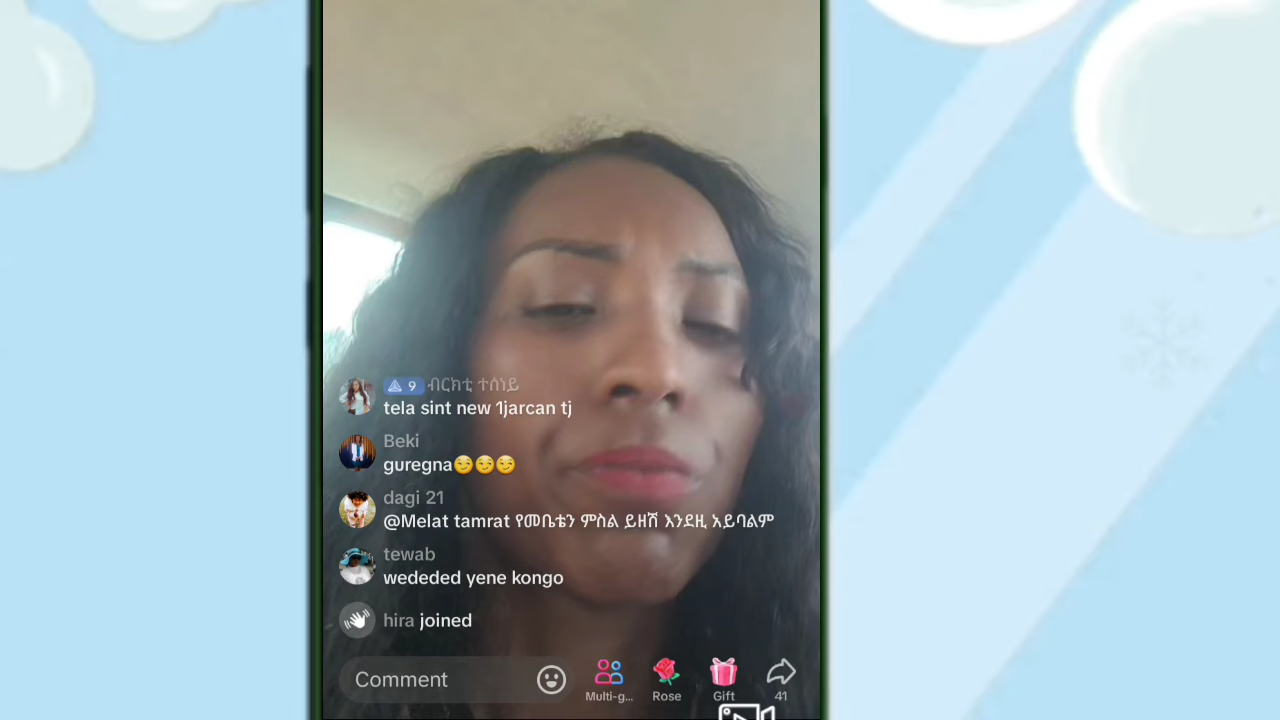 9 ብርክቲ ተሰነይ
tela sint new 1jarcan tj
Beki
guregna😏😏😏
dagi 21
@Melat tamrat የመቤቴን ምስል ይዘሽ እንደዚ አይባልም
tewab
wededed yene kongo
hira joined
Comment
Multi-g...
Rose
Gift
41